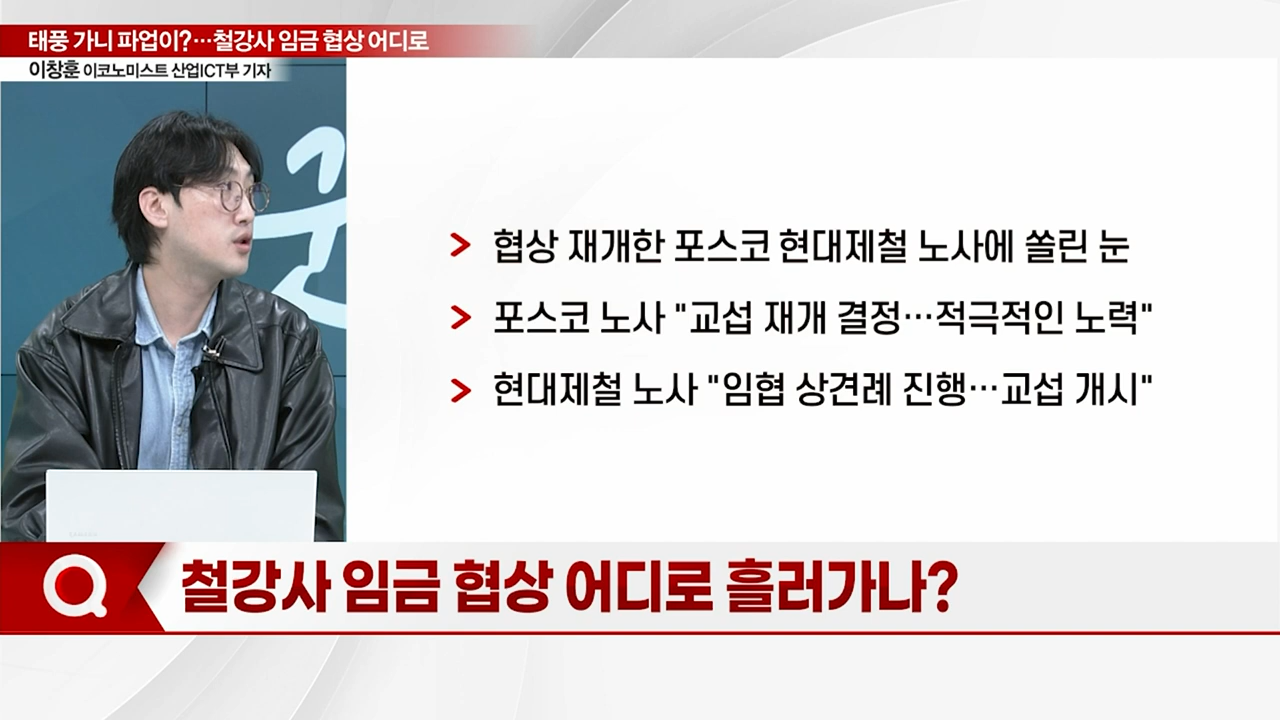 태풍 가니 파업이?…철강사 임금 협상 어디로
이창훈 이코노미스트 산업ICT부 기자
> 협상 재개한 포스코 현대제철 노사에 쏠린 눈
> 포스코 노사 "교섭 재개 결정…적극적인 노력"
> 현대제철 노사 "임협 상견례 진행…교섭 개시"
Q 철강사 임금 협상 어디로 흘러가나?